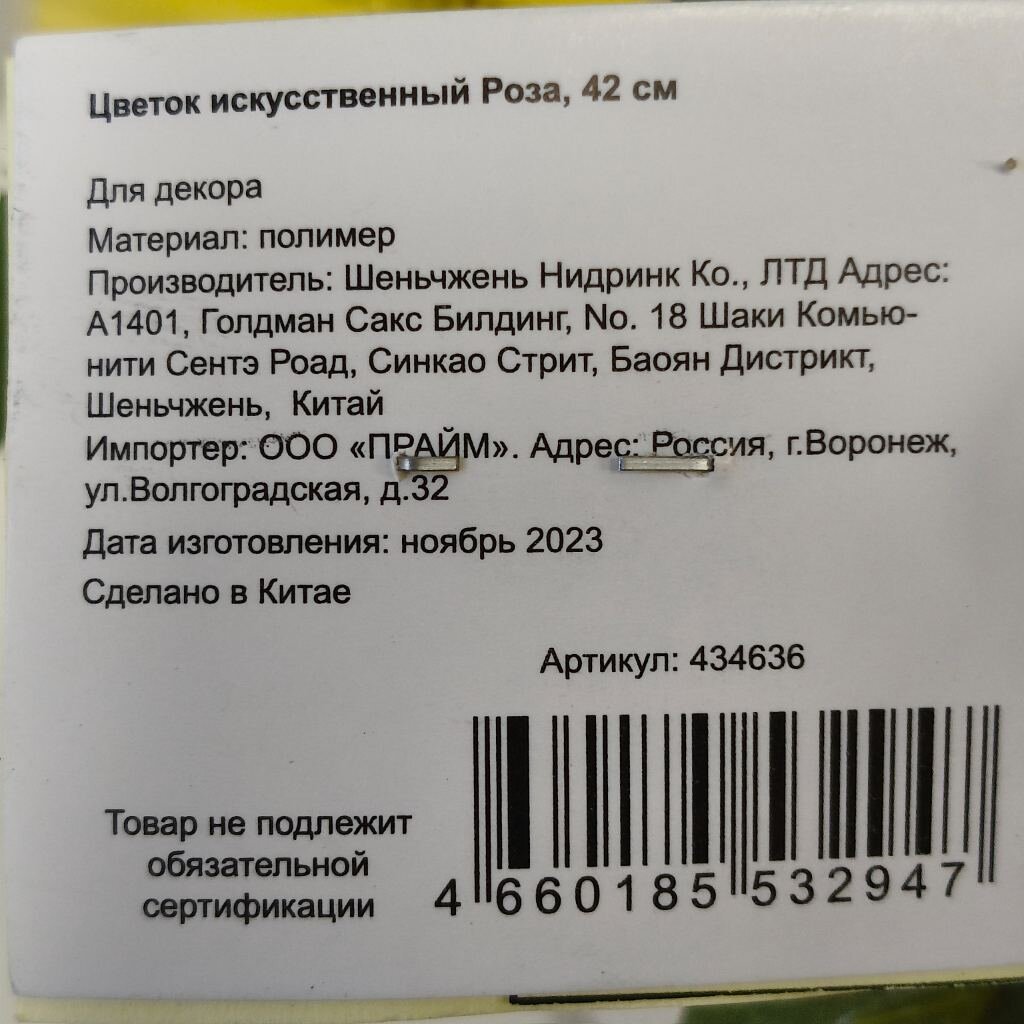 Цветок искусственный Роза, 42 см
Для декора
Материал: полимер
Производитель: Шеньчжень Нидринк Ко., ЛТД Адрес:
А1401, Голдман Сакс Билдинг, No. 18 Шаки Комью-
нити Сентэ Роад, Синкао Стрит, Баоян Дистрикт,
Шеньчжень, Китай
Импортер: ООО «ПРАЙМ». Адрес: Россия, г.Воронеж,
ул.Волгоградская, д.32
Дата изготовления: ноябрь 2023
Сделано в Китае
Артикул: 434636
Товар не подлежит
обязательной
сертификации
4 660185 532947